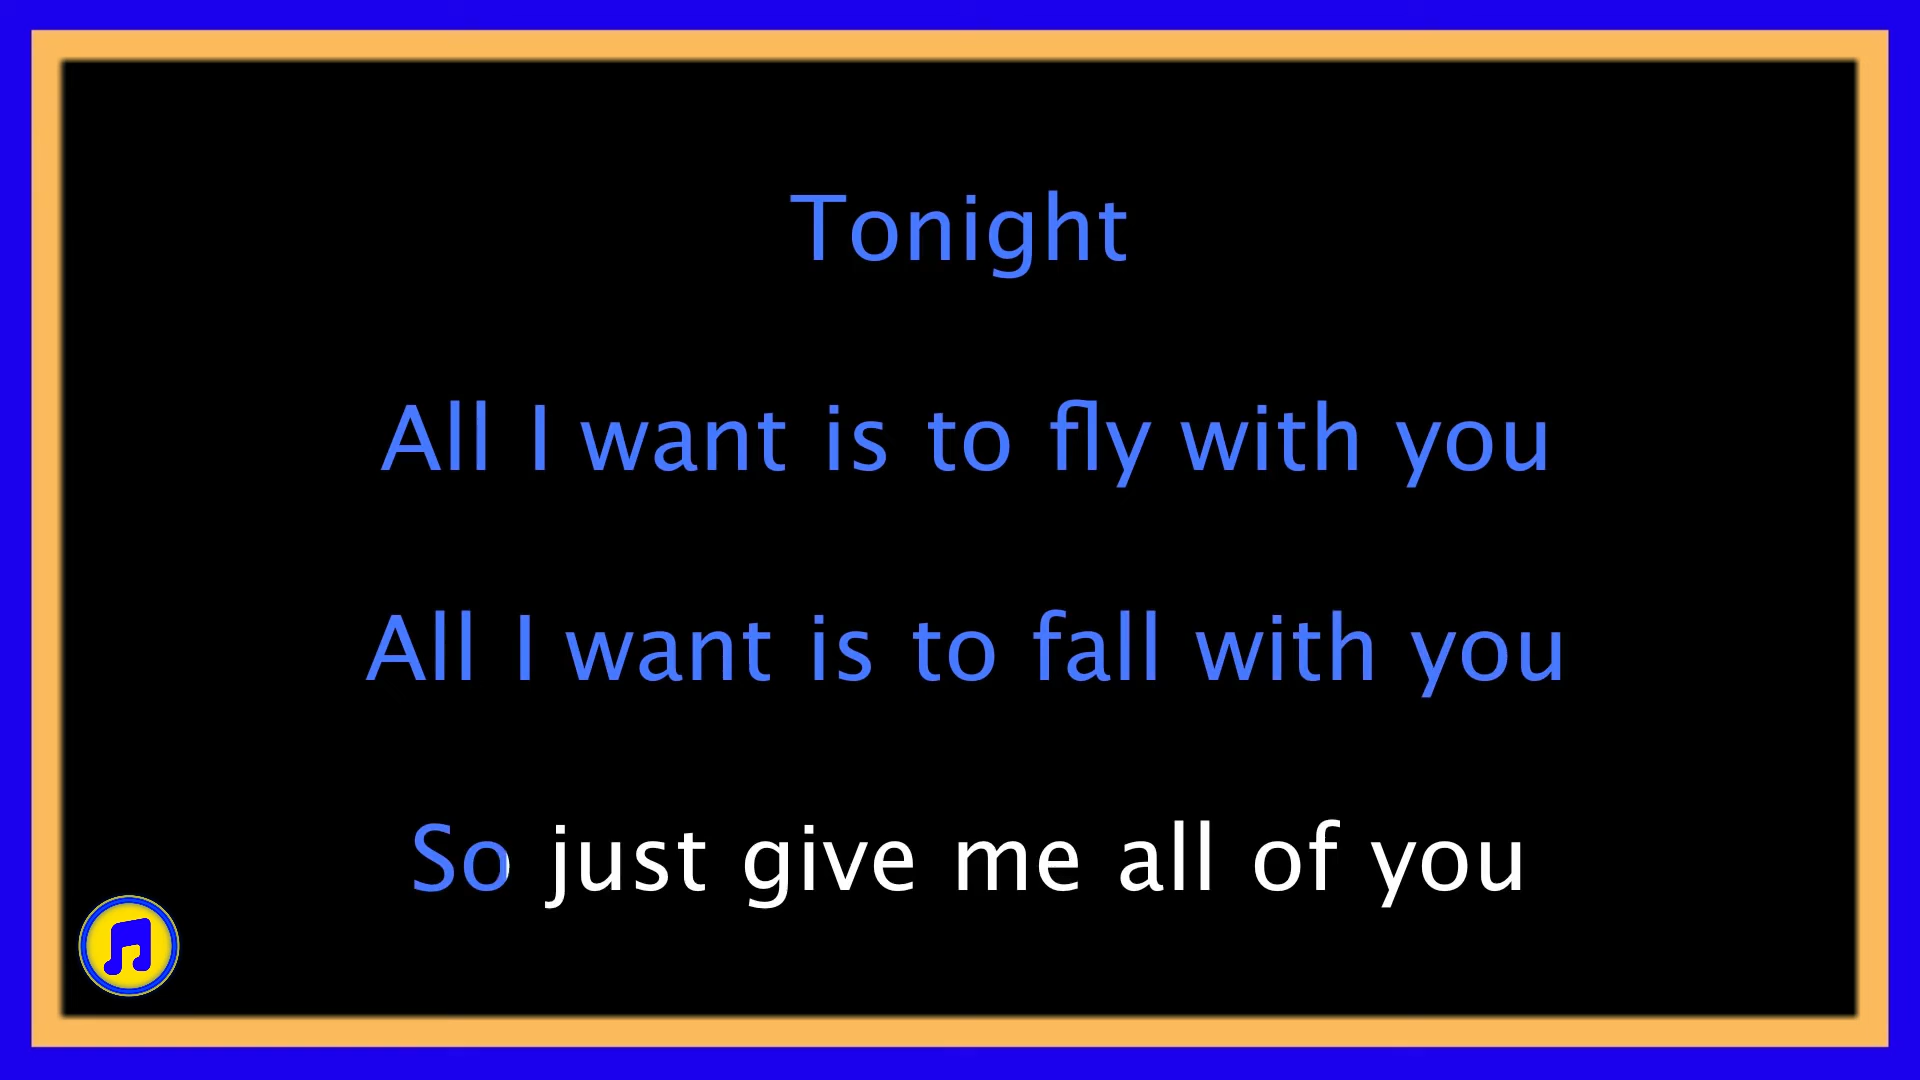 Tonight
All I want is to fly with you
All I want is to fall with you
So just give me all of you